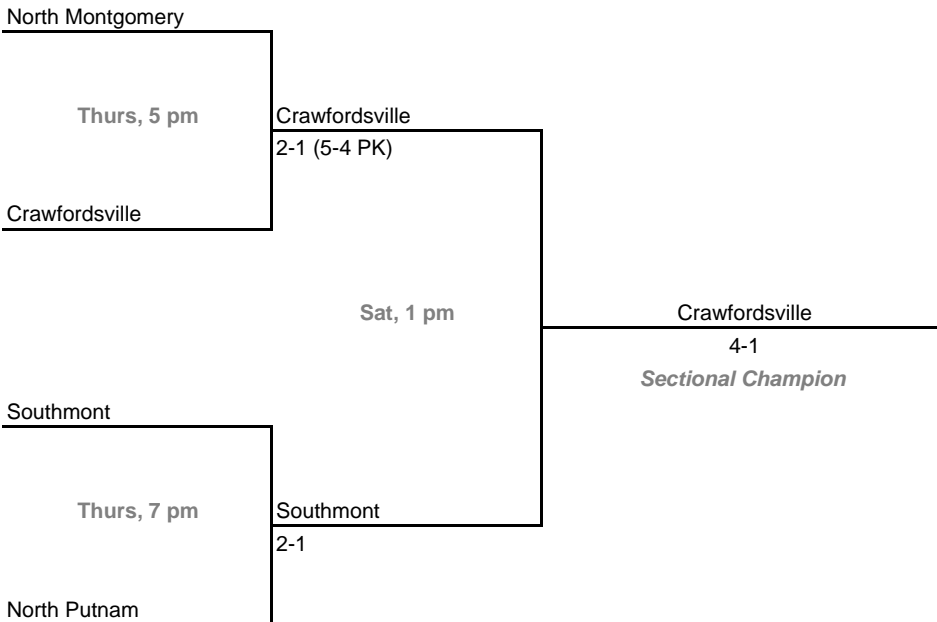 North Montgomery
Thurs, 5 pm
Crawfordsville
2-1 (5-4 PK)
Crawfordsville
Sat, 1 pm
Crawfordsville
4-1
Sectional Champion
Southmont
Thurs, 7 pm
Southmont
2-1
North Putnam